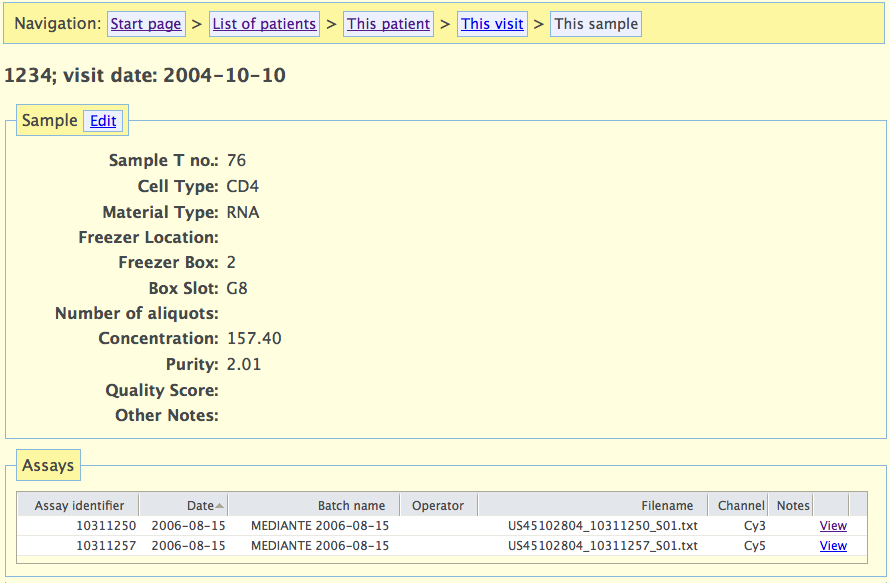 Navigation: Start page > List of patients > This patient > This visit > This sample
1234; visit date: 2004-10-10
Sample Edit
Sample T no.: 76
Cell Type: CD4
Material Type: RNA
Freezer Location:
Freezer Box: 2
Box Slot: G8
Number of aliquots:
Concentration: 157.40
Purity: 2.01
Quality Score:
Other Notes:
Assays
Assay identifier Date Batch name Operator Filename Channel Notes
10311250 2006-08-15 MEDIANTE 2006-08-15 US45102804_10311250_S01.txt Cy3 View
10311257 2006-08-15 MEDIANTE 2006-08-15 US45102804_10311257_S01.txt Cy5 View